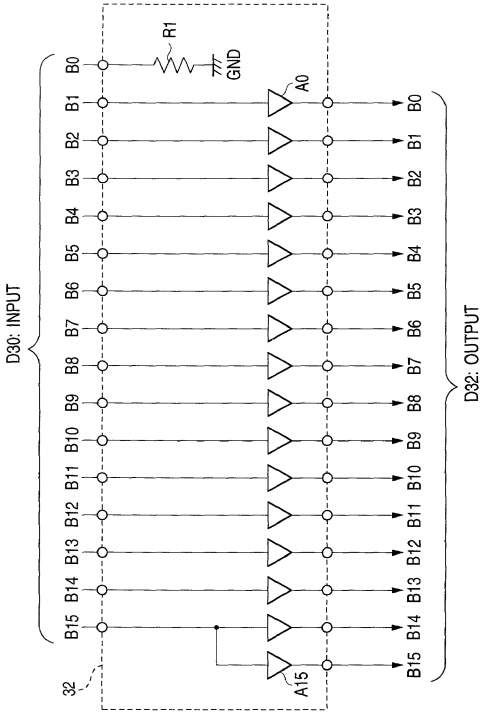 D30: INPUT
B15 B14 B13 B12 B11 B10 B9 B8 B7 B6 B5 B4 B3 B2 B1 B0
32
R1
GND
A15
A0
B15 B14 B13 B12 B11 B10 B9 B8 B7 B6 B5 B4 B3 B2 B1 B0
D32: OUTPUT